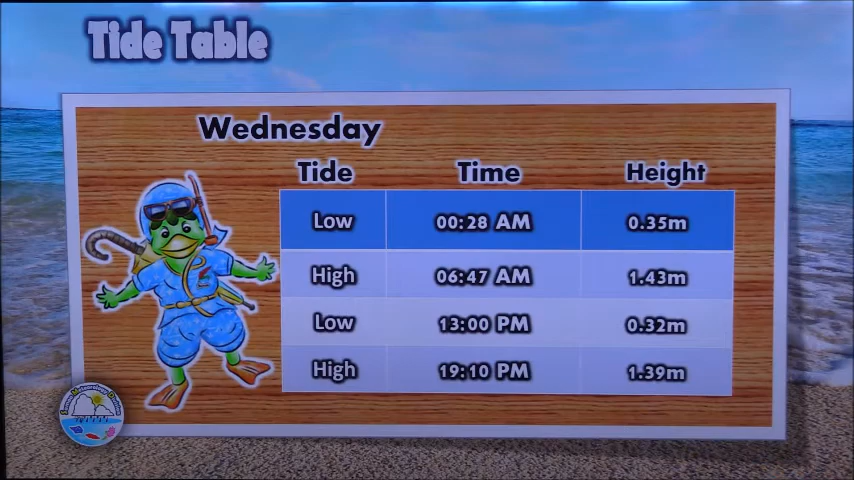 Tide Table
Wednesday
Tide Time Height
Low 00:28 AM 0.35m
High 06:47 AM 1.43m
Low 13:00 PM 0.32m
High 19:10 PM 1.39m